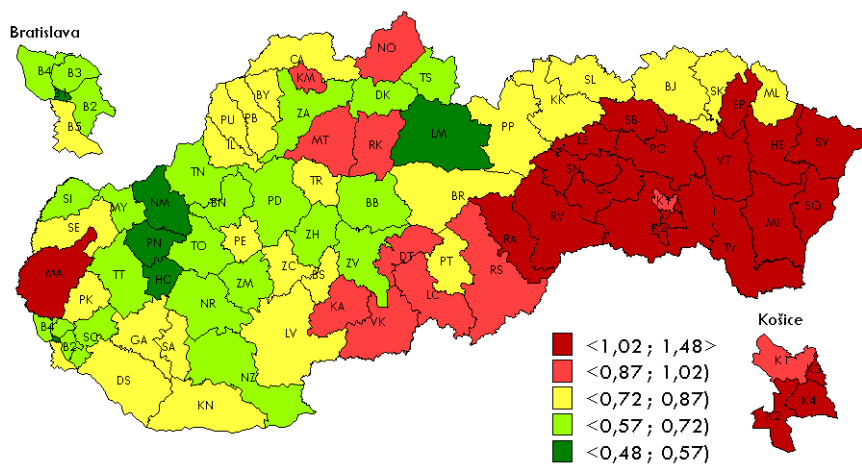 Bratislava
B4
B3
B2
B5
CA
NO
KM
TS
BY
ZA
DK
PU
PB
IL
MT
RK
LM
PP
KK
SL
BJ
SK
SP
ML
SB
LE
PO
VT
HE
SV
SN
GL
K1
RV
RA
MI
SO
TV
TN
BN
PD
TR
BB
BR
SI
MY
NM
SE
PN
TO
PE
ZH
ZC
BS
ZV
DT
PT
RS
MA
TT
HC
PK
NR
ZM
LV
KA
VK
LC
B4
B2
SC
GA
SA
NZ
DS
KN
Košice
K1
K2
K4
<1,02 ; 1,48>
<0,87 ; 1,02)
<0,72 ; 0,87)
<0,57 ; 0,72)
<0,48 ; 0,57)